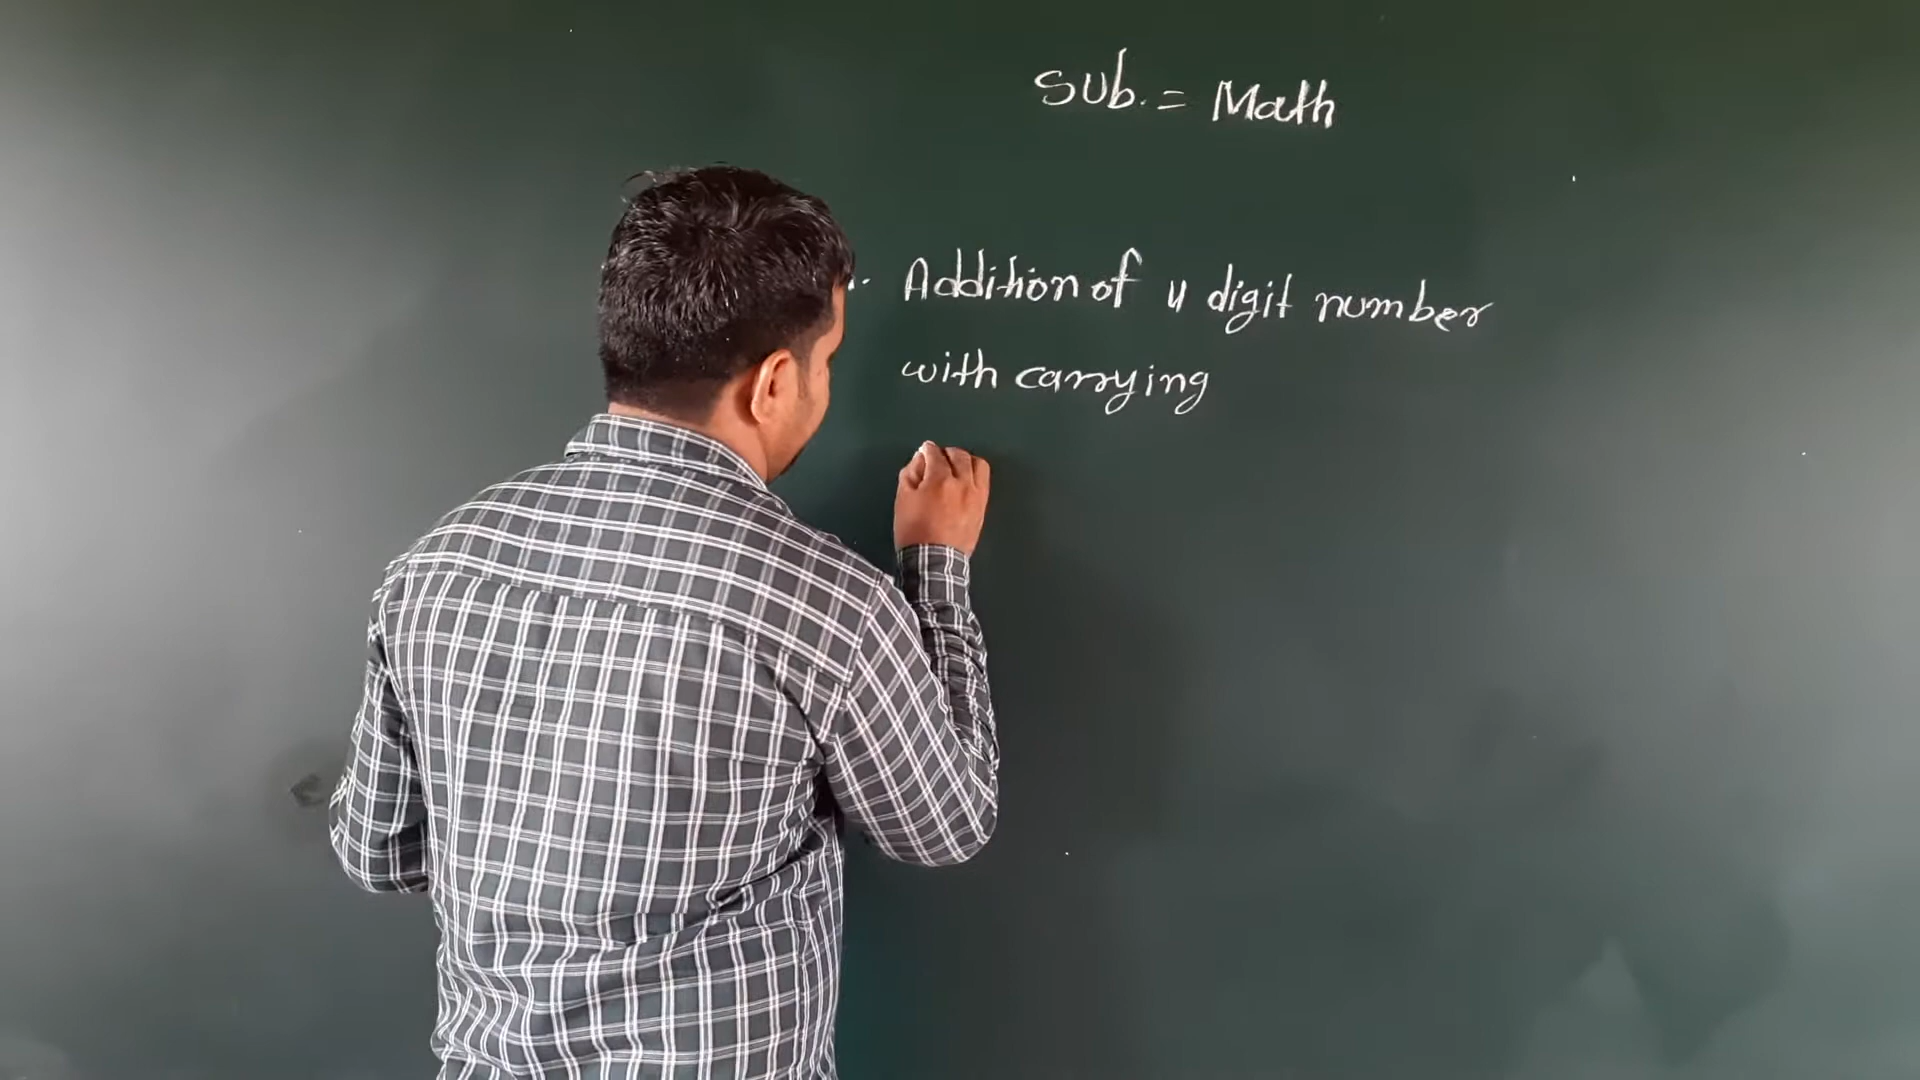 Sub. = Math
Addition of 4 digit number
with carrying